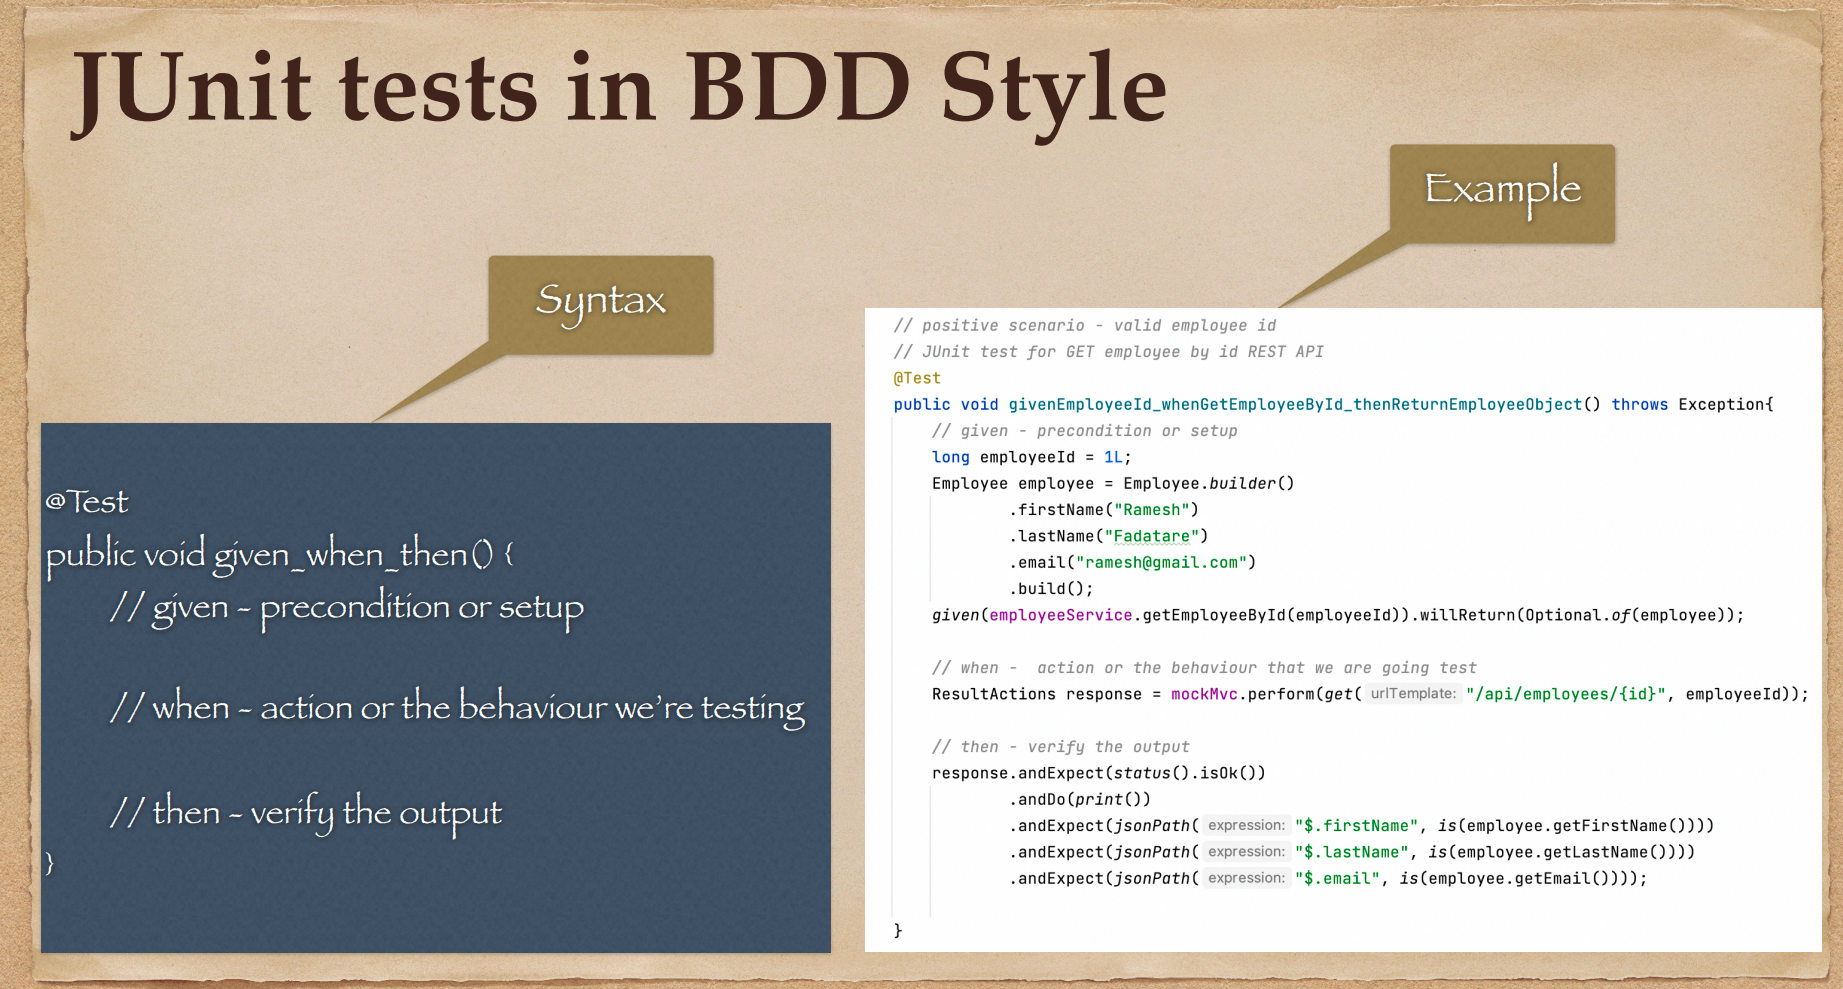 JUnit tests in BDD Style
Syntax
@Test
public void given_when_then() {
// given - precondition or setup
// when - action or the behaviour we're testing
// then - verify the output
}
Example
// positive scenario - valid employee id
// JUnit test for GET employee by id REST API
@Test
public void givenEmployeeId_whenGetEmployeeById_thenReturnEmployeeObject() throws Exception{
// given - precondition or setup
long employeeId = 1L;
Employee employee = Employee.builder()
.firstName("Ramesh")
.lastName("Fadatare")
.email("ramesh@gmail.com")
.build();
given(employeeService.getEmployeeById(employeeId)).willReturn(Optional.of(employee));
// when -  action or the behaviour that we are going test
ResultActions response = mockMvc.perform(get( urlTemplate: "/api/employees/{id}", employeeId));
// then - verify the output
response.andExpect(status().isOk())
.andDo(print())
.andExpect(jsonPath( expression: "$.firstName", is(employee.getFirstName())))
.andExpect(jsonPath( expression: "$.lastName", is(employee.getLastName())))
.andExpect(jsonPath( expression: "$.email", is(employee.getEmail())));
}